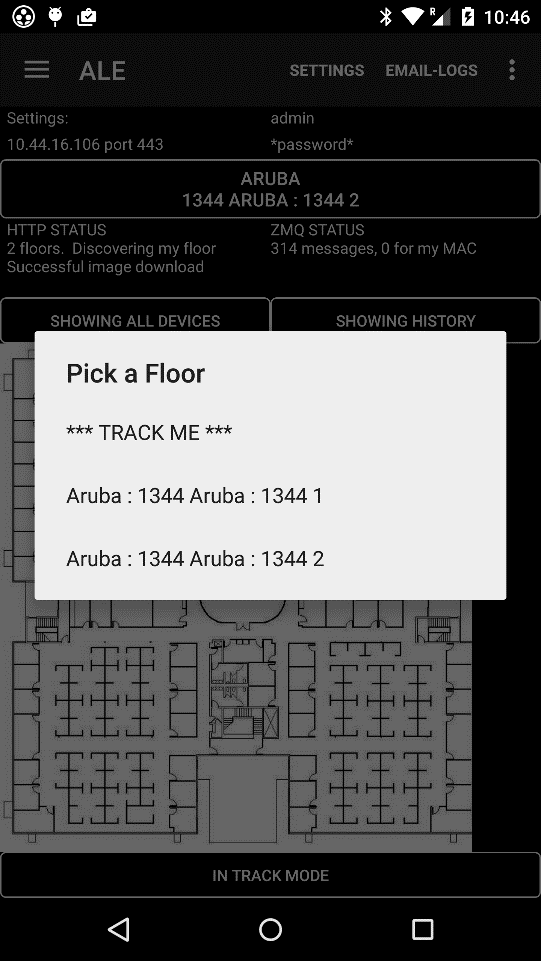 R 10:46
ALE SETTINGS EMAIL-LOGS
Settings: admin
10.44.16.106 port 443 *password*
ARUBA
1344 ARUBA : 1344 2
HTTP STATUS ZMQ STATUS
2 floors.  Discovering my floor 314 messages, 0 for my MAC
Successful image download
SHOWING ALL DEVICES SHOWING HISTORY
Pick a Floor
*** TRACK ME ***
Aruba : 1344 Aruba : 1344 1
Aruba : 1344 Aruba : 1344 2
IN TRACK MODE